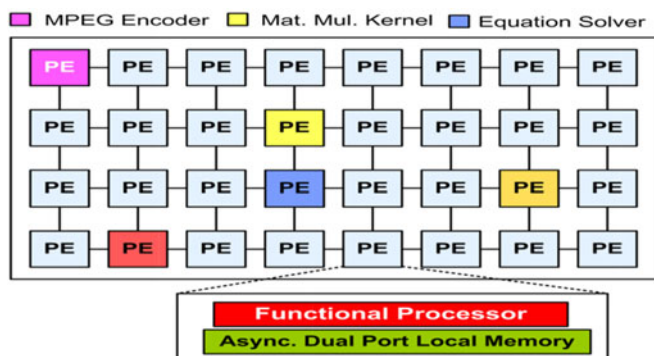 MPEG Encoder Mat. Mul. Kernel Equation Solver
PE PE PE PE PE PE PE PE
PE PE PE PE PE PE PE PE
PE PE PE PE PE PE PE PE
PE PE PE PE PE PE PE PE
Functional Processor
Async. Dual Port Local Memory